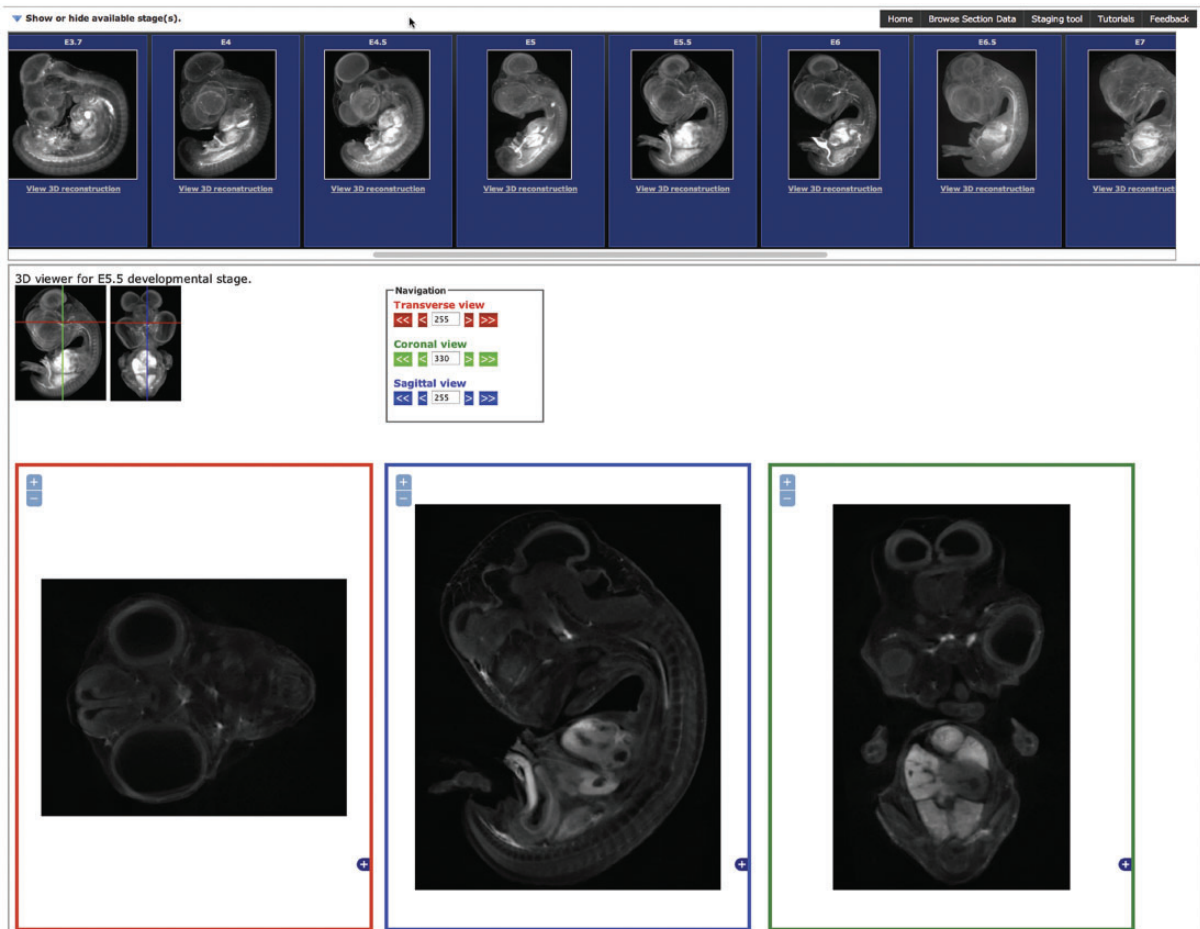 Show or hide available stage(s).
Home Browse Section Data Staging tool Tutorials Feedback
E3.7 E4 E4.5 E5 E5.5 E6 E6.5 E7
View 3D reconstruction View 3D reconstruction View 3D reconstruction View 3D reconstruction View 3D reconstruction View 3D reconstruction View 3D reconstruction View 3D reconstruct
3D viewer for E5.5 developmental stage.
Navigation
Transverse view
<< < 255 > >>
Coronal view
<< < 330 > >>
Sagittal view
<< < 255 > >>
+ + +
− − −
+ + +